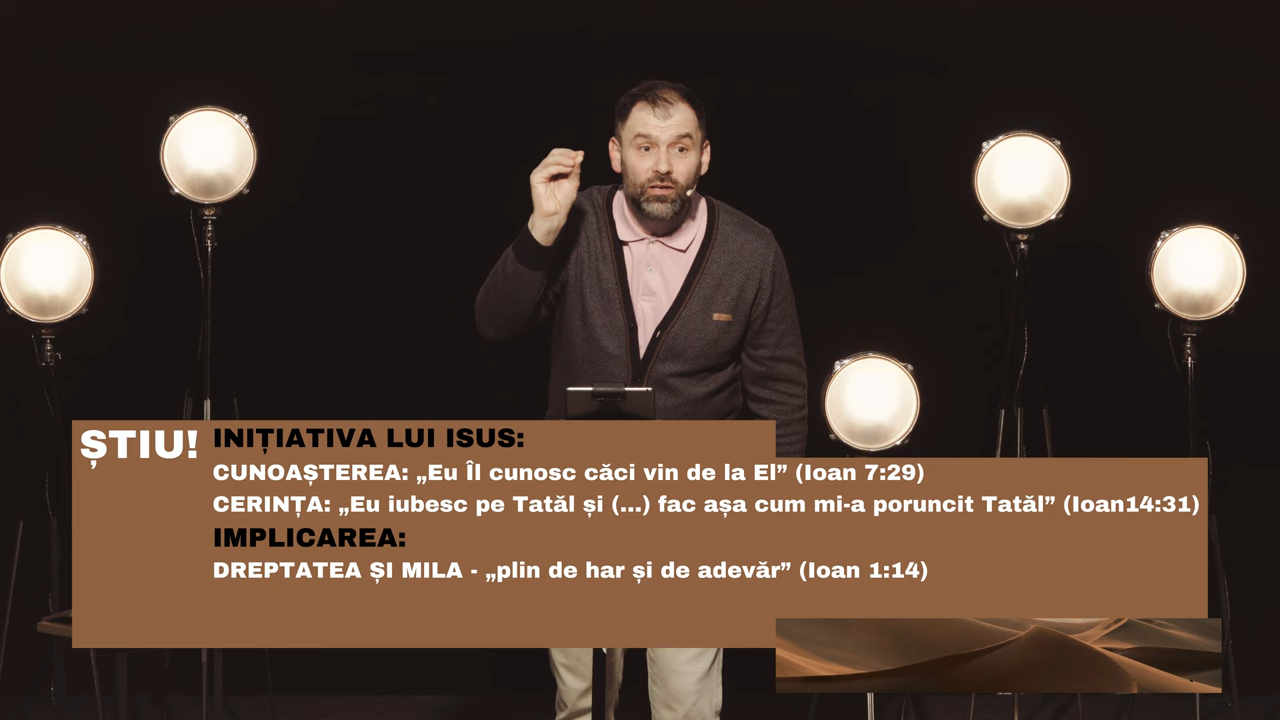 ȘTIU!
INIȚIATIVA LUI ISUS:
CUNOAȘTEREA: „Eu Îl cunosc căci vin de la El” (Ioan 7:29)
CERINȚA: „Eu iubesc pe Tatăl și (...) fac așa cum mi-a poruncit Tatăl” (Ioan14:31)
IMPLICAREA:
DREPTATEA ȘI MILA - „plin de har și de adevăr” (Ioan 1:14)